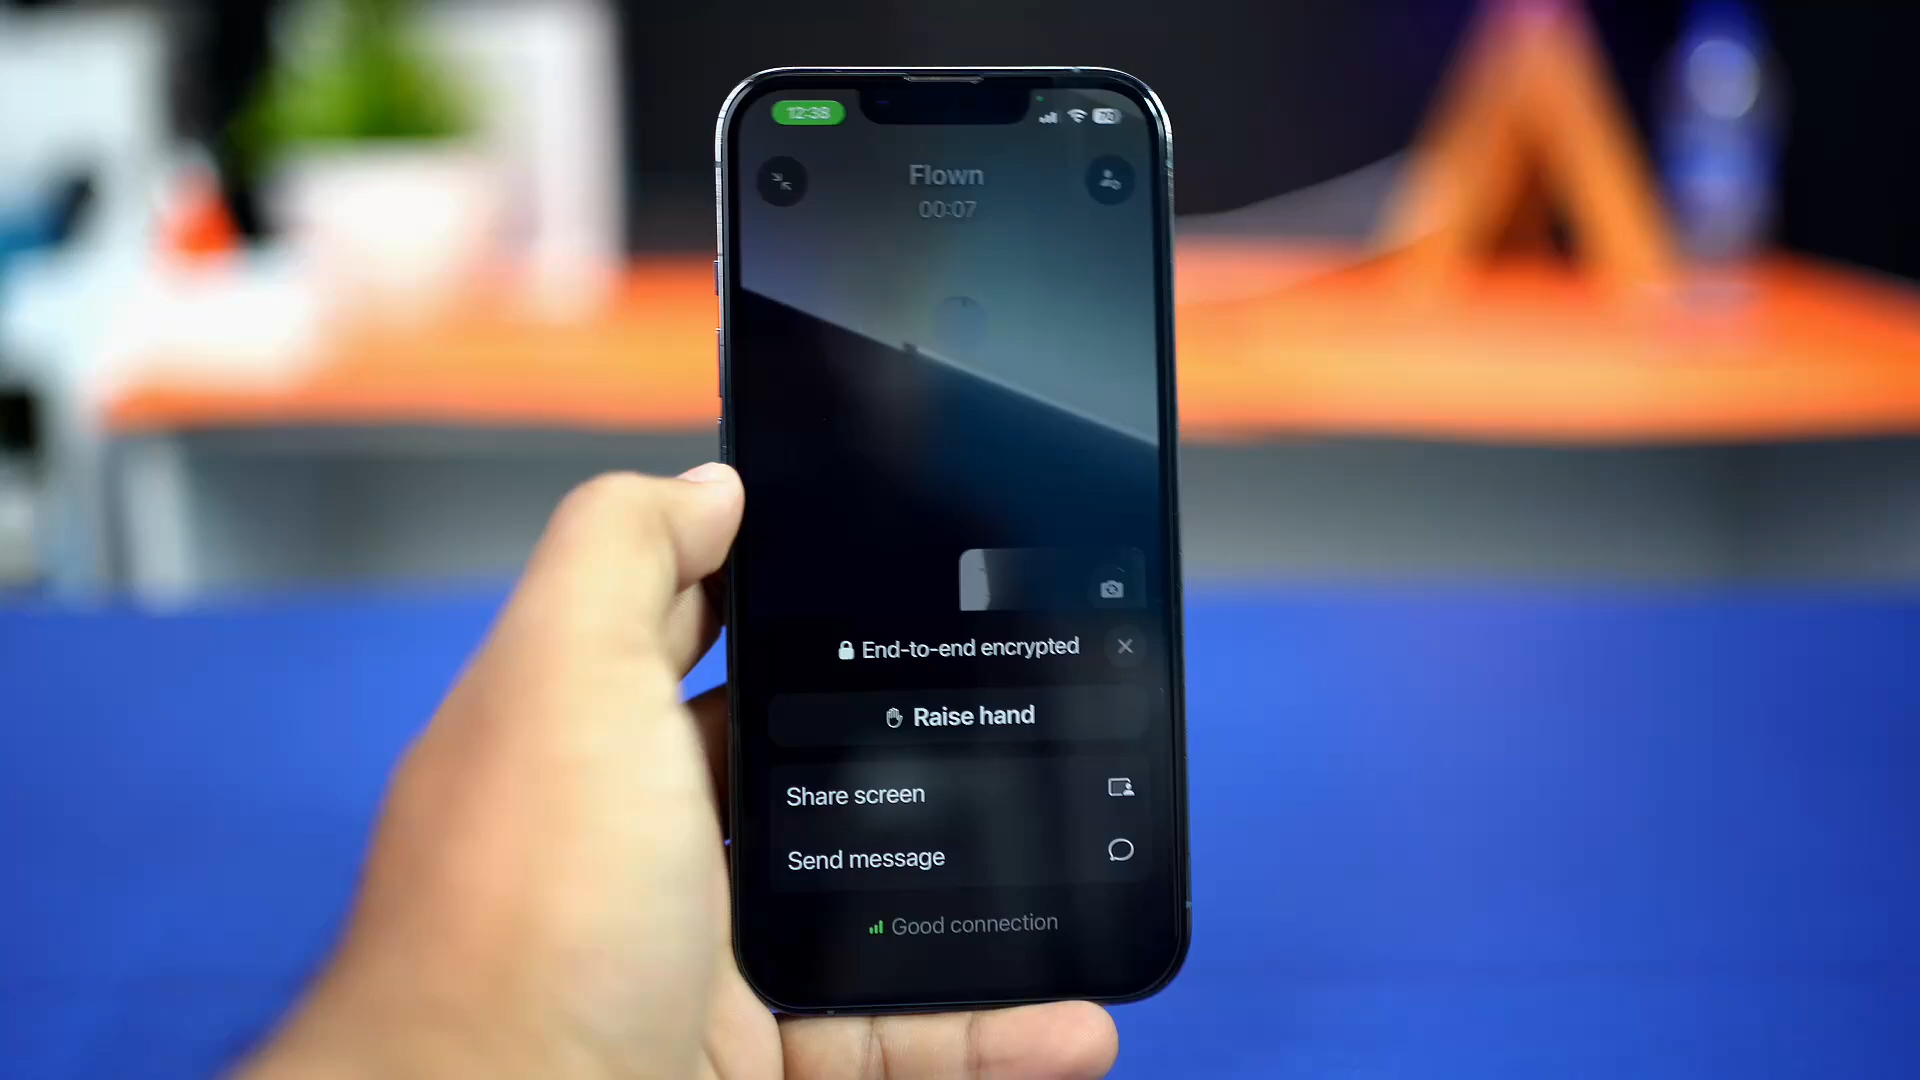 12:38
Flown
00:07
End-to-end encrypted
Raise hand
Share screen
Send message
Good connection